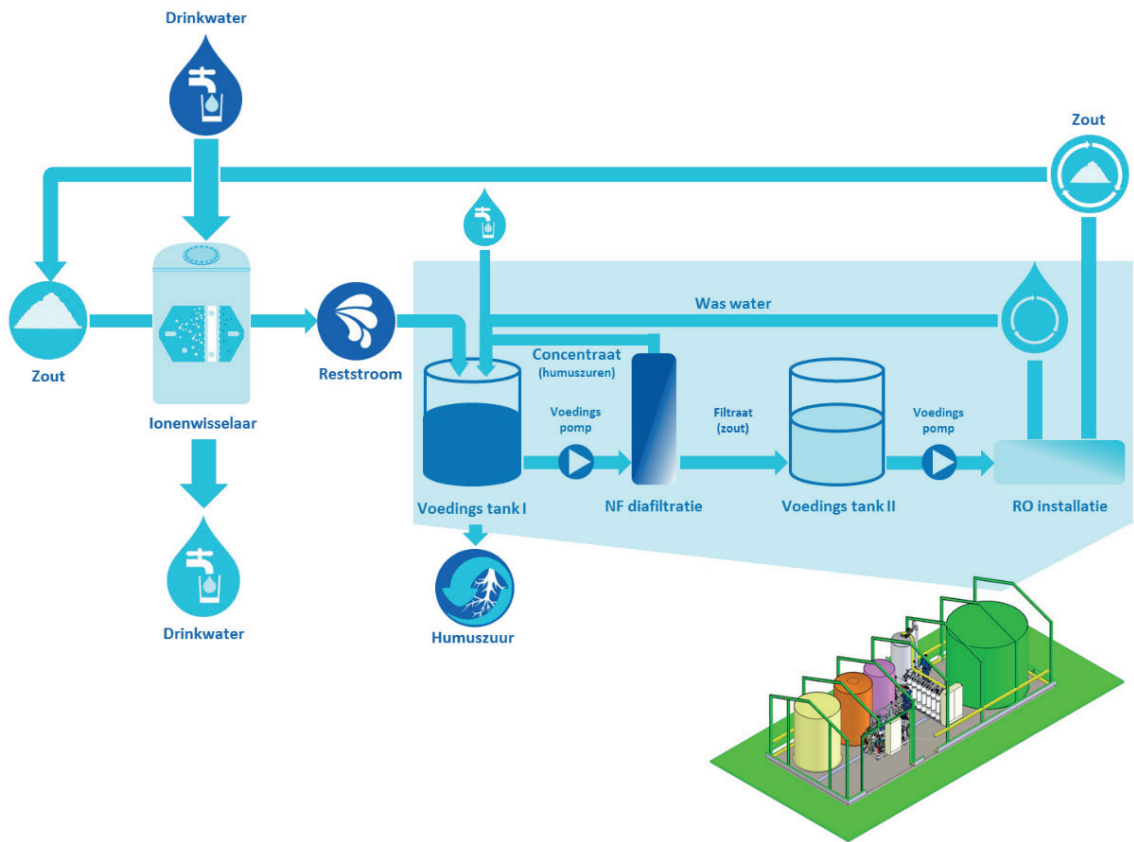 Drinkwater
Zout
Was water
Concentraat
(humuszuren)
Zout
Reststroom
Ionenwisselaar
Voedings
pomp
Filtraat
(zout)
Voedings
pomp
Voedings tank I
NF diafiltratie
Voedings tank II
RO installatie
Drinkwater
Humuszuur